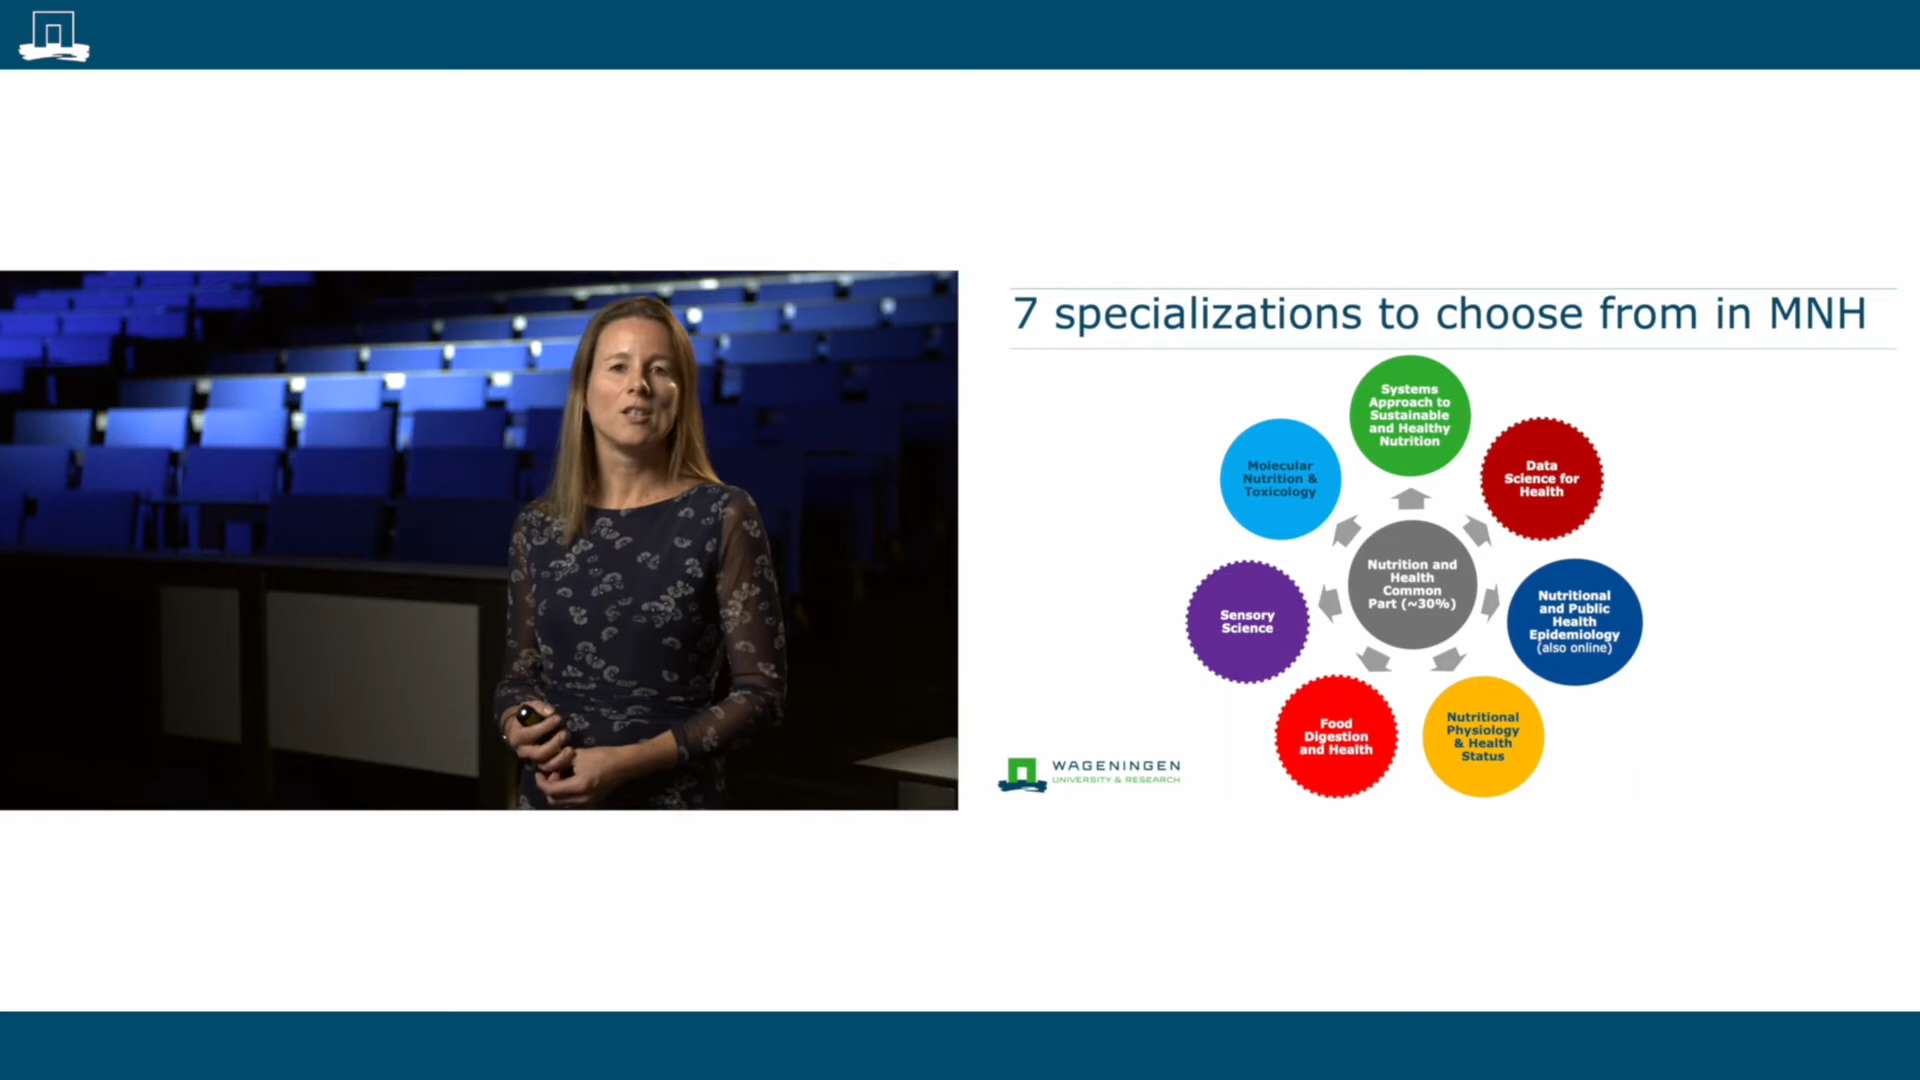 7 specializations to choose from in MNH
Systems
Approach to
Sustainable
and Healthy
Nutrition
Data
Science for
Health
Nutritional
and Public
Health
Epidemiology
(also online)
Nutritional
Physiology
& Health
Status
Food
Digestion
and Health
Sensory
Science
Molecular
Nutrition &
Toxicology
Nutrition and
Health
Common
Part (~30%)
WAGENINGEN
UNIVERSITY & RESEARCH